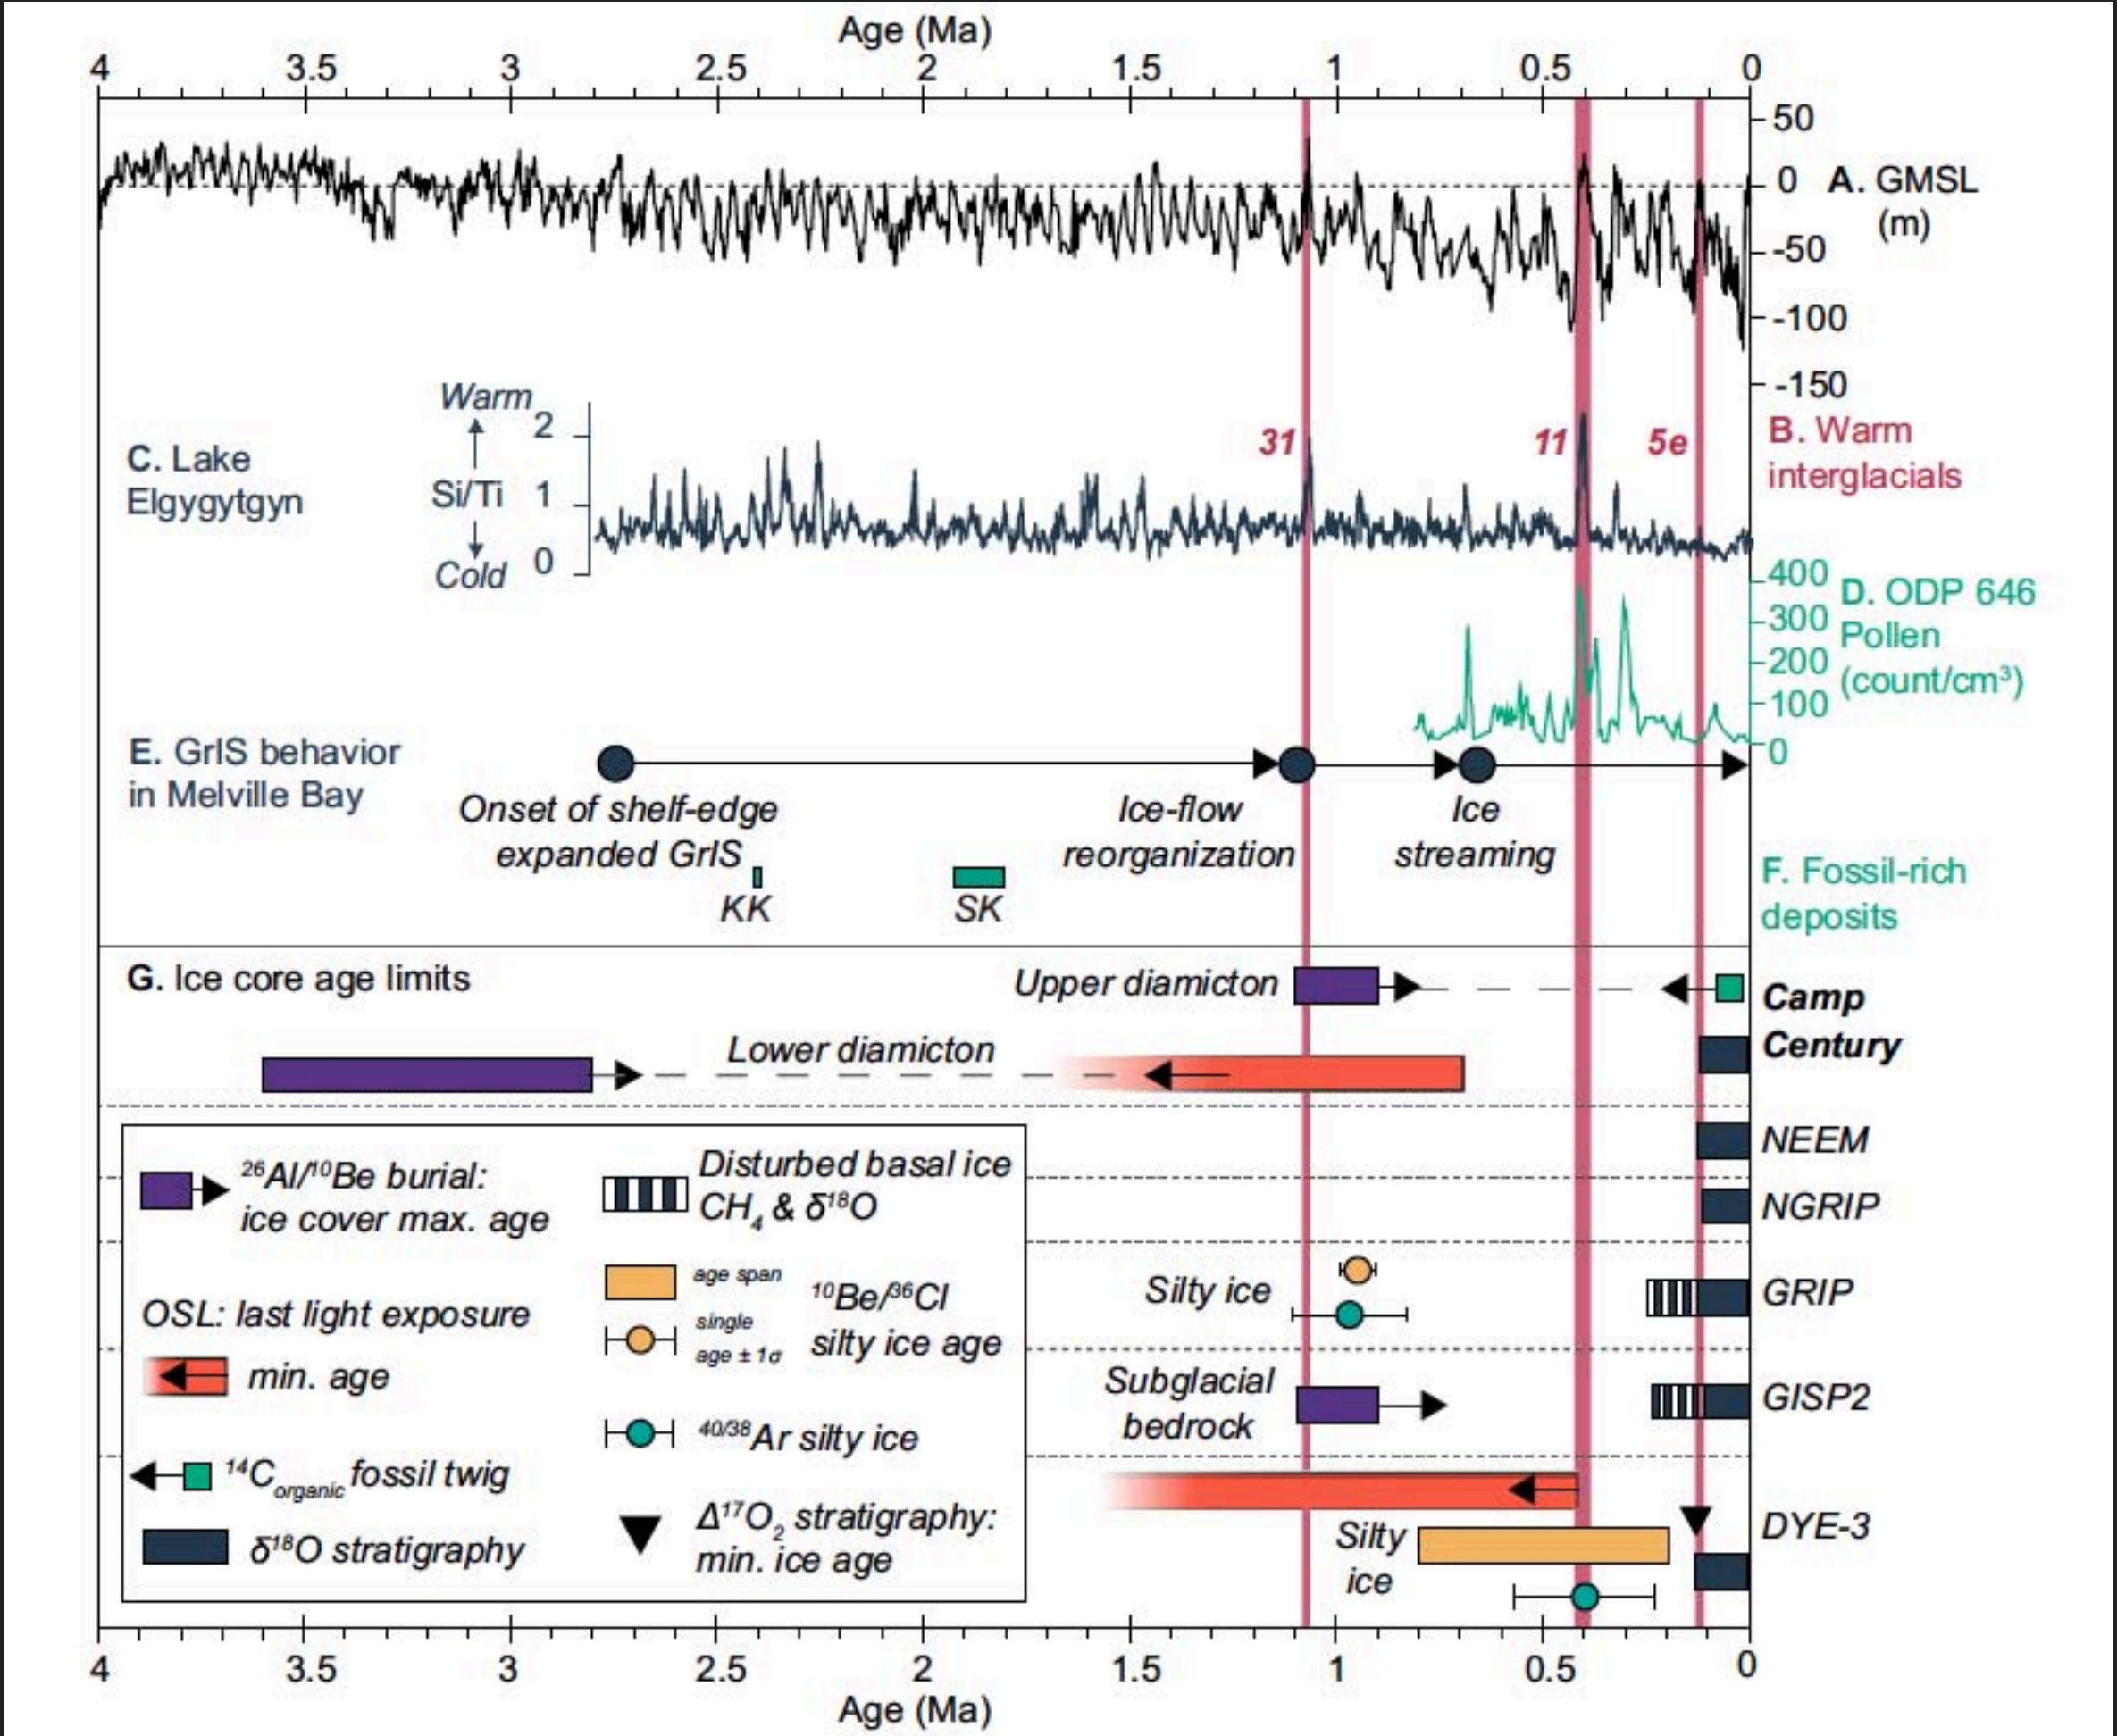 Age (Ma)
4 3.5 3 2.5 2 1.5 1 0.5 0
50
0
-50
-100
-150
A. GMSL
(m)
B. Warm
interglacials
31 11 5e
C. Lake
Elgygytgyn
Warm
Si/Ti
Cold
2
1
0
400
300
200
100
0
D. ODP 646
Pollen
(count/cm³)
E. GrIS behavior
in Melville Bay
Onset of shelf-edge
expanded GrIS
Ice-flow
reorganization
Ice
streaming
KK
SK
F. Fossil-rich
deposits
G. Ice core age limits
Upper diamicton
Lower diamicton
Camp
Century
NEEM
NGRIP
Silty ice
GRIP
Subglacial
bedrock
GISP2
Silty
ice
DYE-3
²⁶Al/¹⁰Be burial:
ice cover max. age
OSL: last light exposure
min. age
¹⁴C organic fossil twig
δ¹⁸O stratigraphy
Disturbed basal ice
CH₄ & δ¹⁸O
age span
single
age ± 1σ
¹⁰Be/³⁶Cl
silty ice age
⁴⁰/³⁸Ar silty ice
Δ¹⁷O₂ stratigraphy:
min. ice age
4 3.5 3 2.5 2 1.5 1 0.5 0
Age (Ma)